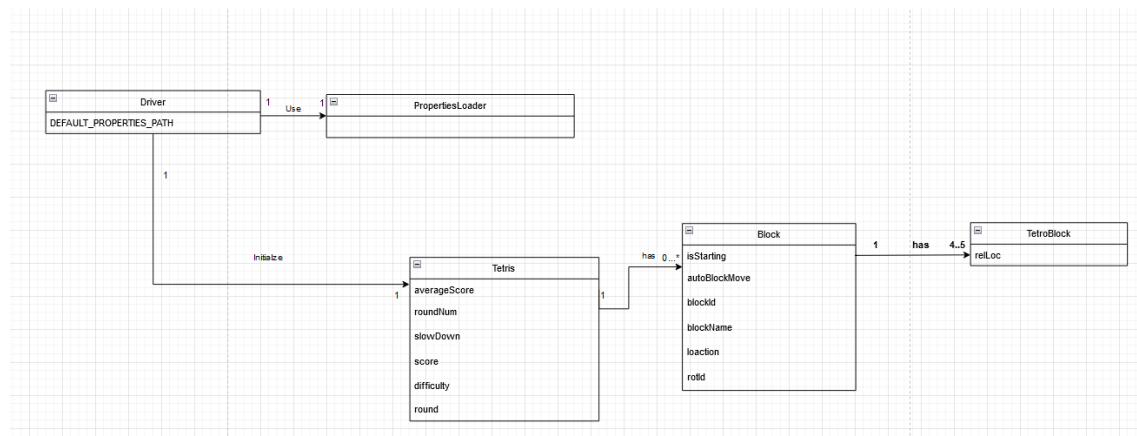 Driver
DEFAULT_PROPERTIES_PATH
1
Use
1
PropertiesLoader
1
Initialze
1
Tetris
averageScore
roundNum
slowDown
score
difficulty
round
1
has
0...*
Block
isStarting
autoBlockMove
blockId
blockName
loaction
rotId
1
has
4..5
TetroBlock
relLoc